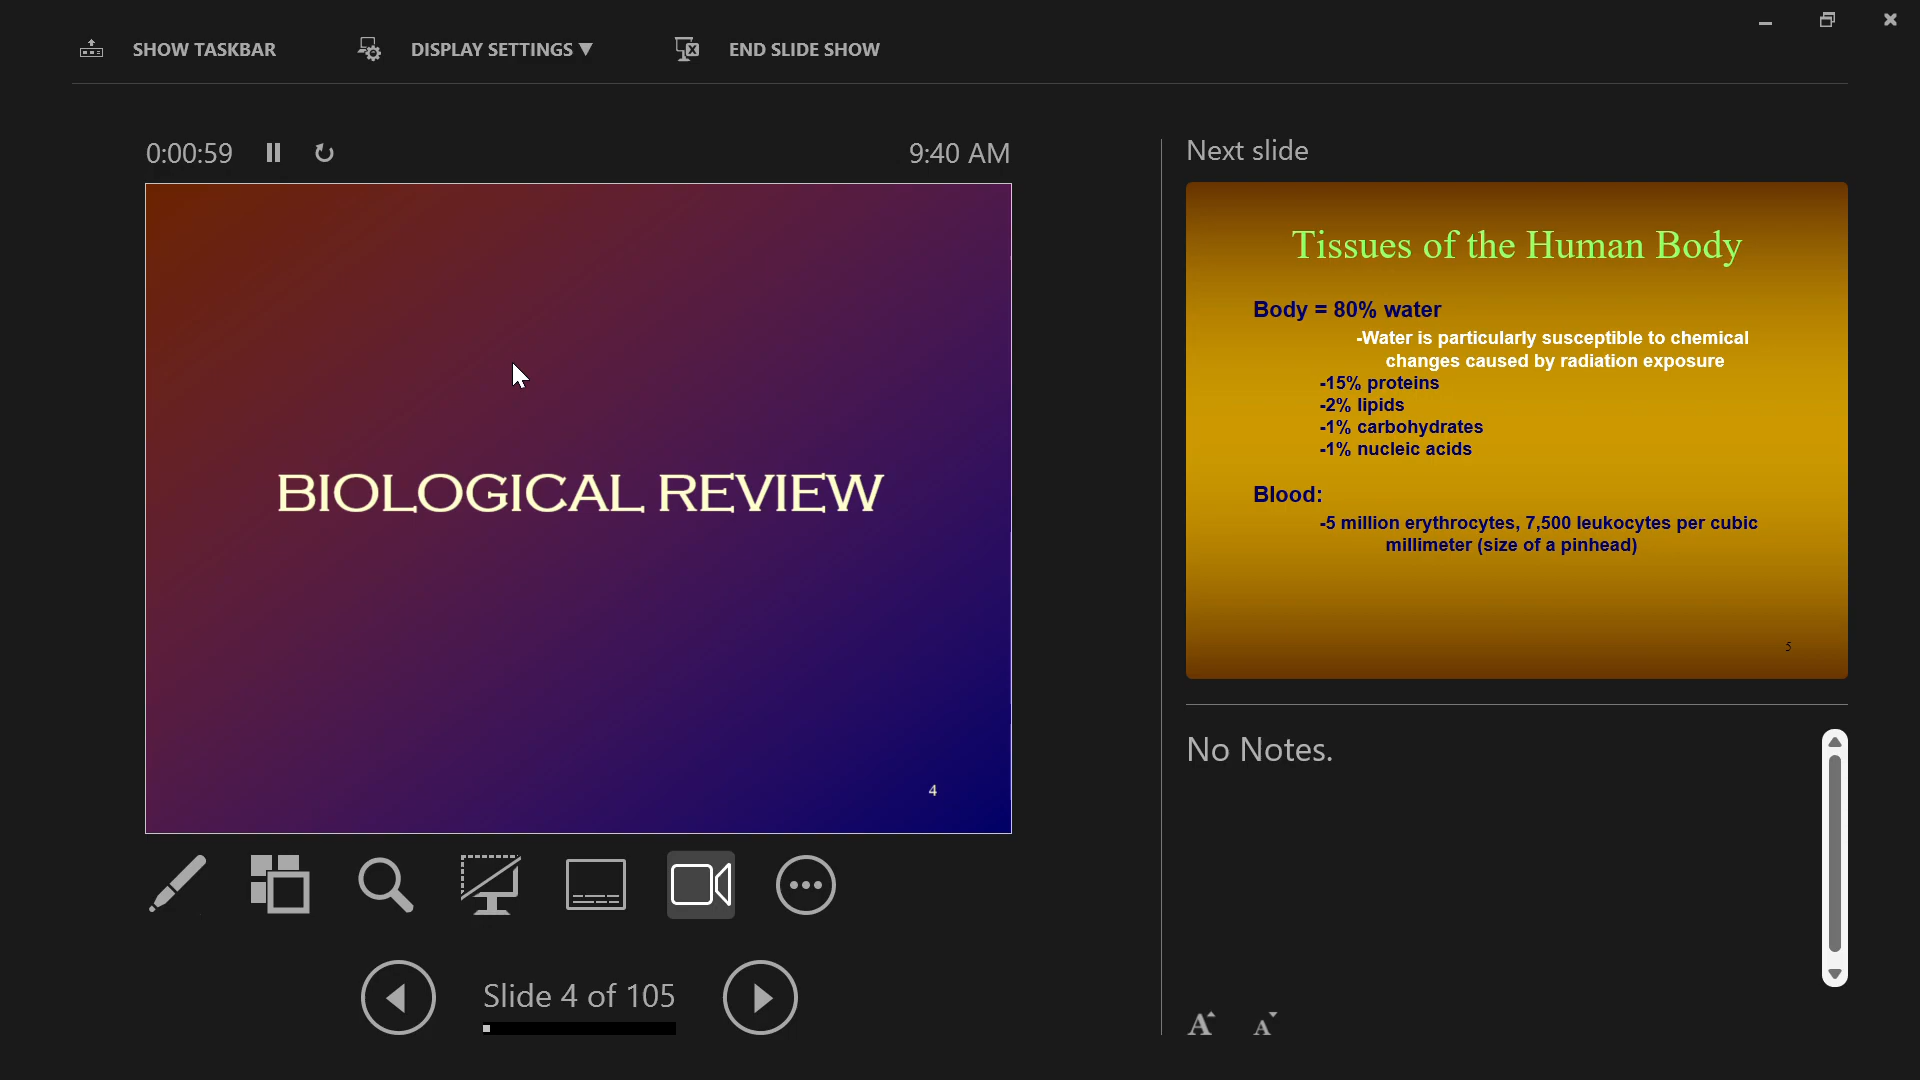 SHOW TASKBAR
DISPLAY SETTINGS ▼
END SLIDE SHOW
0:00:59
9:40 AM
BIOLOGICAL REVIEW
4
Slide 4 of 105
Next slide
Tissues of the Human Body
Body = 80% water
-Water is particularly susceptible to chemical
changes caused by radiation exposure
-15% proteins
-2% lipids
-1% carbohydrates
-1% nucleic acids
Blood:
-5 million erythrocytes, 7,500 leukocytes per cubic
millimeter (size of a pinhead)
5
No Notes.
A A